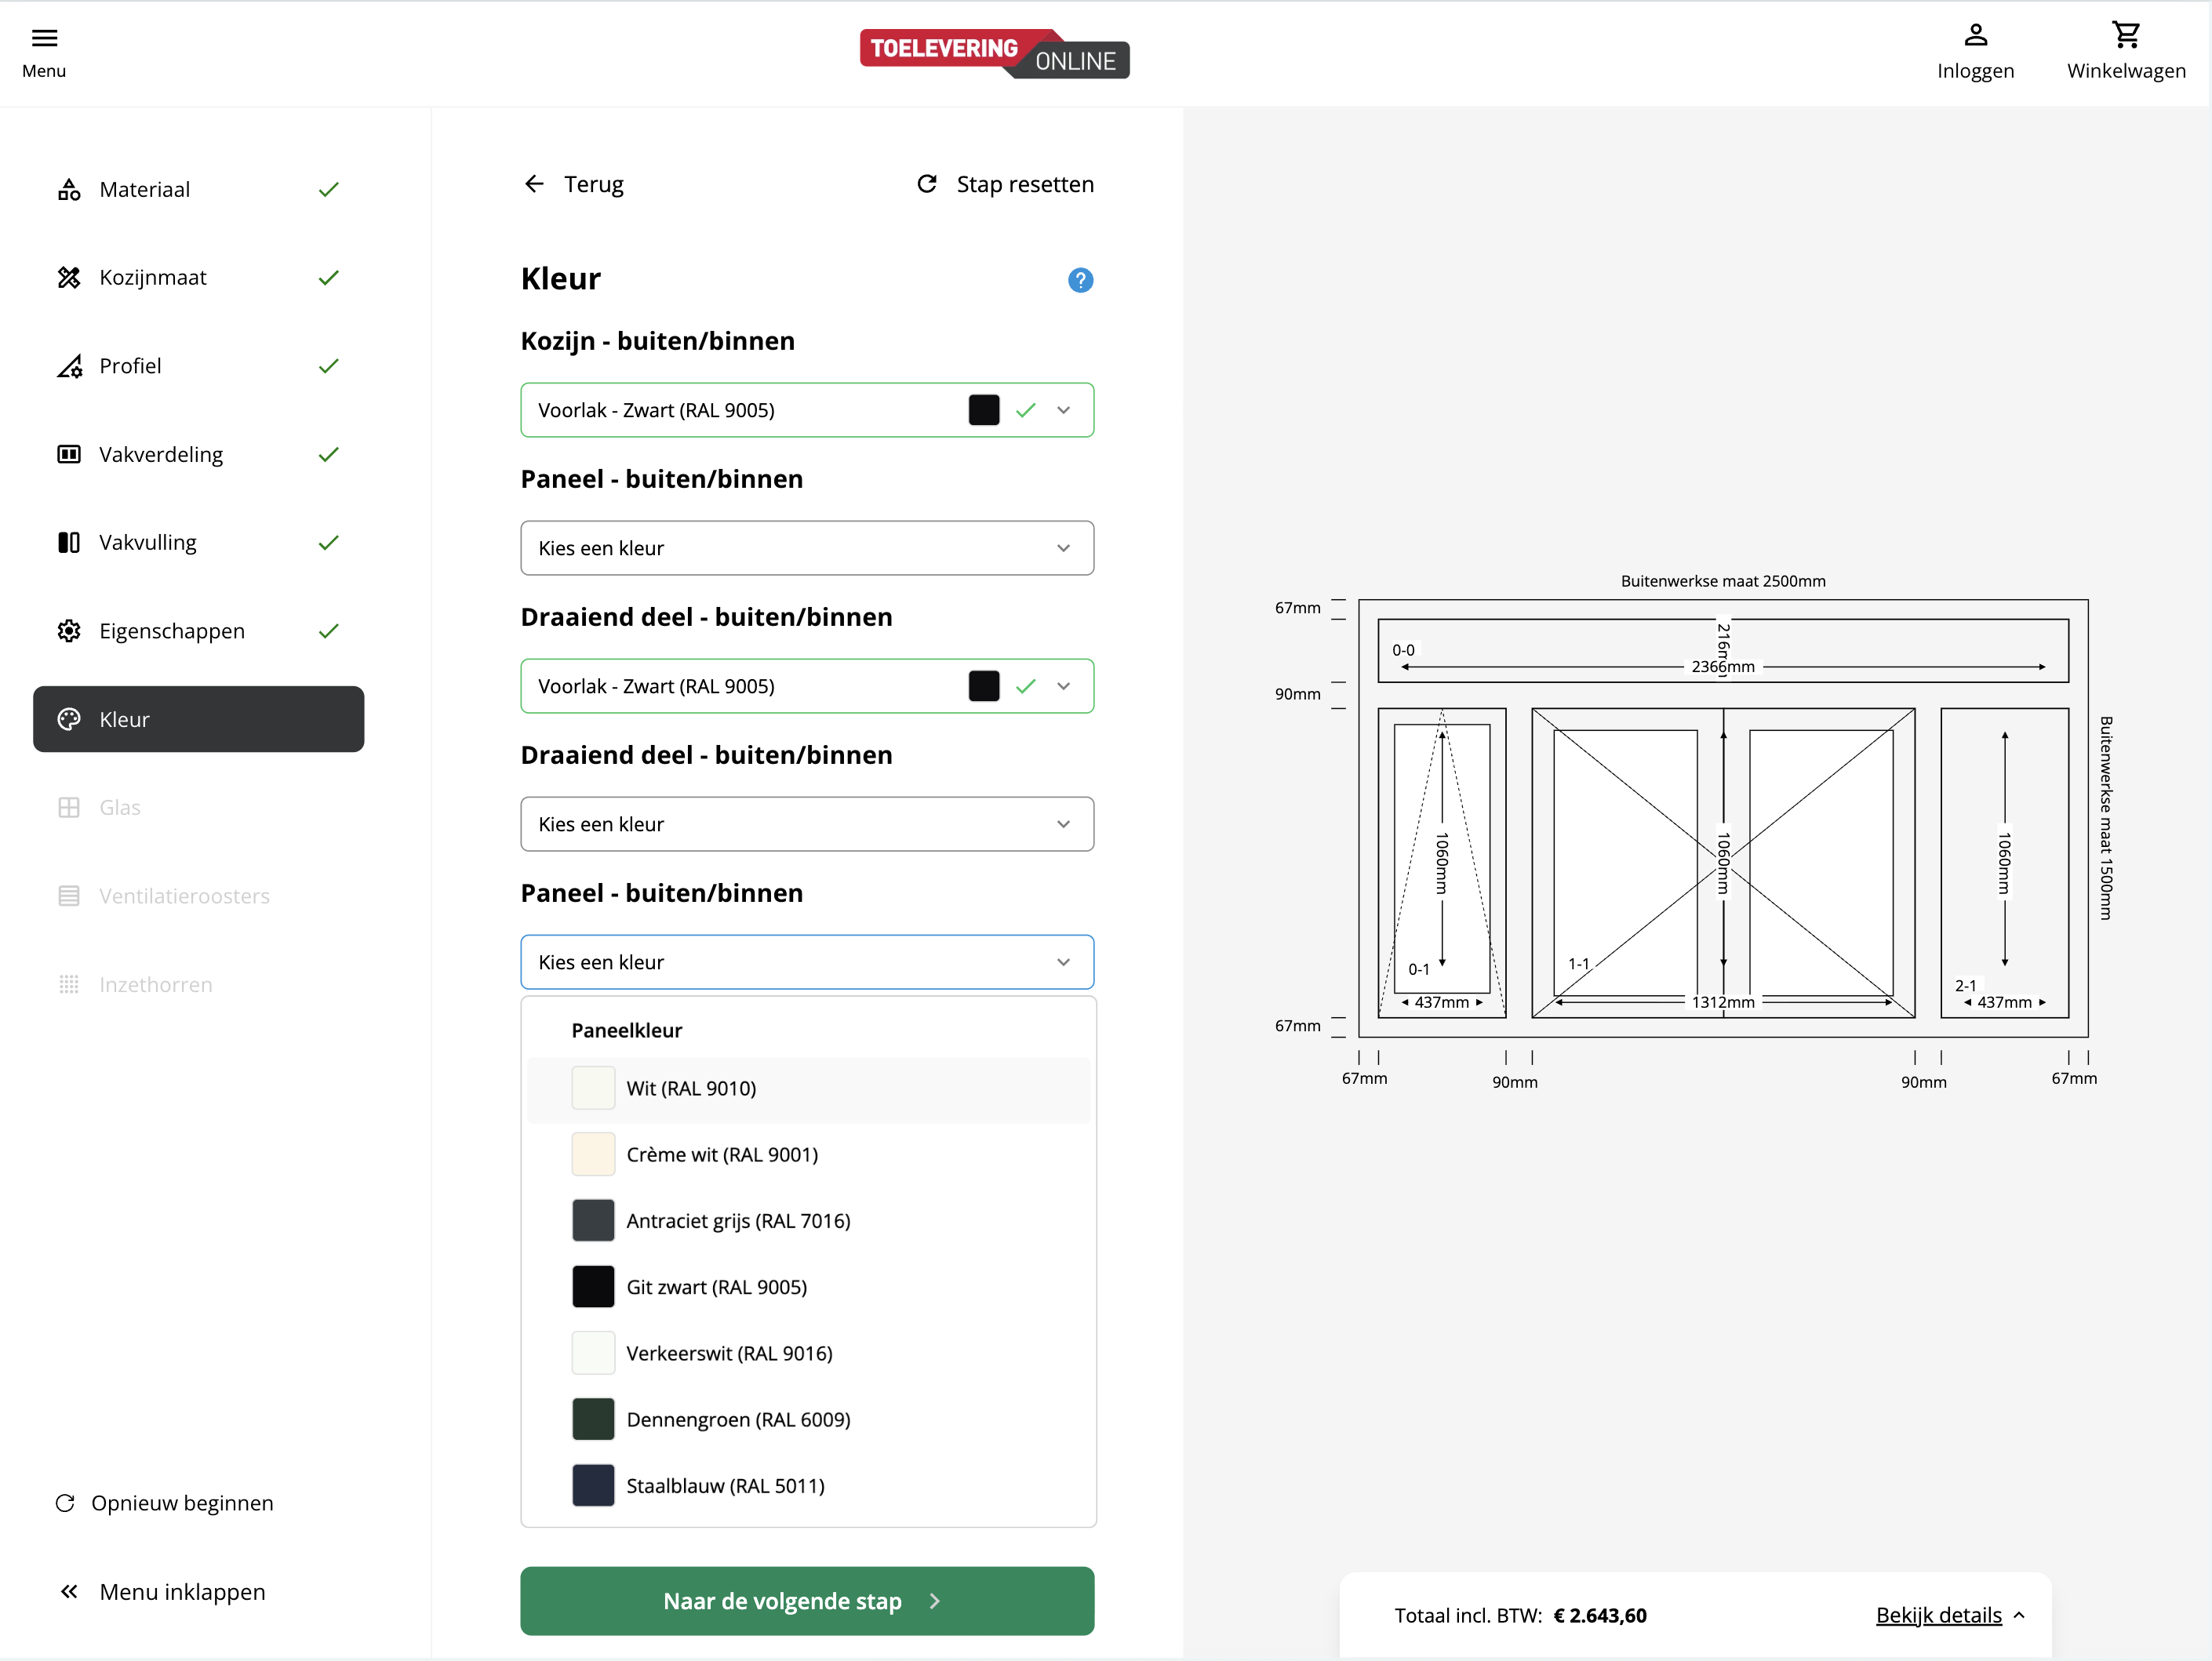 Menu
TOELEVERING
ONLINE
Inloggen
Winkelwagen
Materiaal
Kozijnmaat
Profiel
Vakverdeling
Vakvulling
Eigenschappen
Kleur
Glas
Ventilatieroosters
Inzethorren
Opnieuw beginnen
Menu inklappen
Terug
Stap resetten
Kleur
?
Kozijn - buiten/binnen
Voorlak - Zwart (RAL 9005)
Paneel - buiten/binnen
Kies een kleur
Draaiend deel - buiten/binnen
Voorlak - Zwart (RAL 9005)
Draaiend deel - buiten/binnen
Kies een kleur
Paneel - buiten/binnen
Kies een kleur
Paneelkleur
Wit (RAL 9010)
Crème wit (RAL 9001)
Antraciet grijs (RAL 7016)
Git zwart (RAL 9005)
Verkeerswit (RAL 9016)
Dennengroen (RAL 6009)
Staalblauw (RAL 5011)
Naar de volgende stap
Buitenwerkse maat 2500mm
67mm
0-0
216m
2366mm
90mm
Buitenwerkse maat 1500mm
1060mm
1060mm
1060mm
0-1
1-1
2-1
437mm
1312mm
437mm
67mm
67mm
90mm
90mm
67mm
Totaal incl. BTW: € 2.643,60
Bekijk details